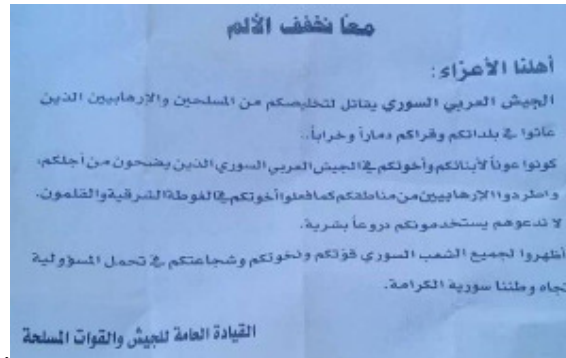 معاً نخفف الألم
أهلنا الأعزاء:
الجيش العربي السوري يقاتل لتخليصكم من المسلحين والإرهابيين الذين
عاثوا في بلداتكم وقراكم دماراً وخراباً..
كونوا عوناً لأبنائكم وأخوتكم في الجيش العربي السوري الذين يضحون من أجلكم،
واطردوا الإرهابيين من مناطقكم كما فعلوا أخوتكم في الغوطة الشرقية والقلمون.
لا تدعوهم يستخدمونكم دروعاً بشرية.
أظهروا لجميع الشعب السوري قوتكم ونخوتكم وشجاعتكم في تحمل المسؤولية
تجاه وطننا سورية الكرامة.
القيادة العامة للجيش والقوات المسلحة